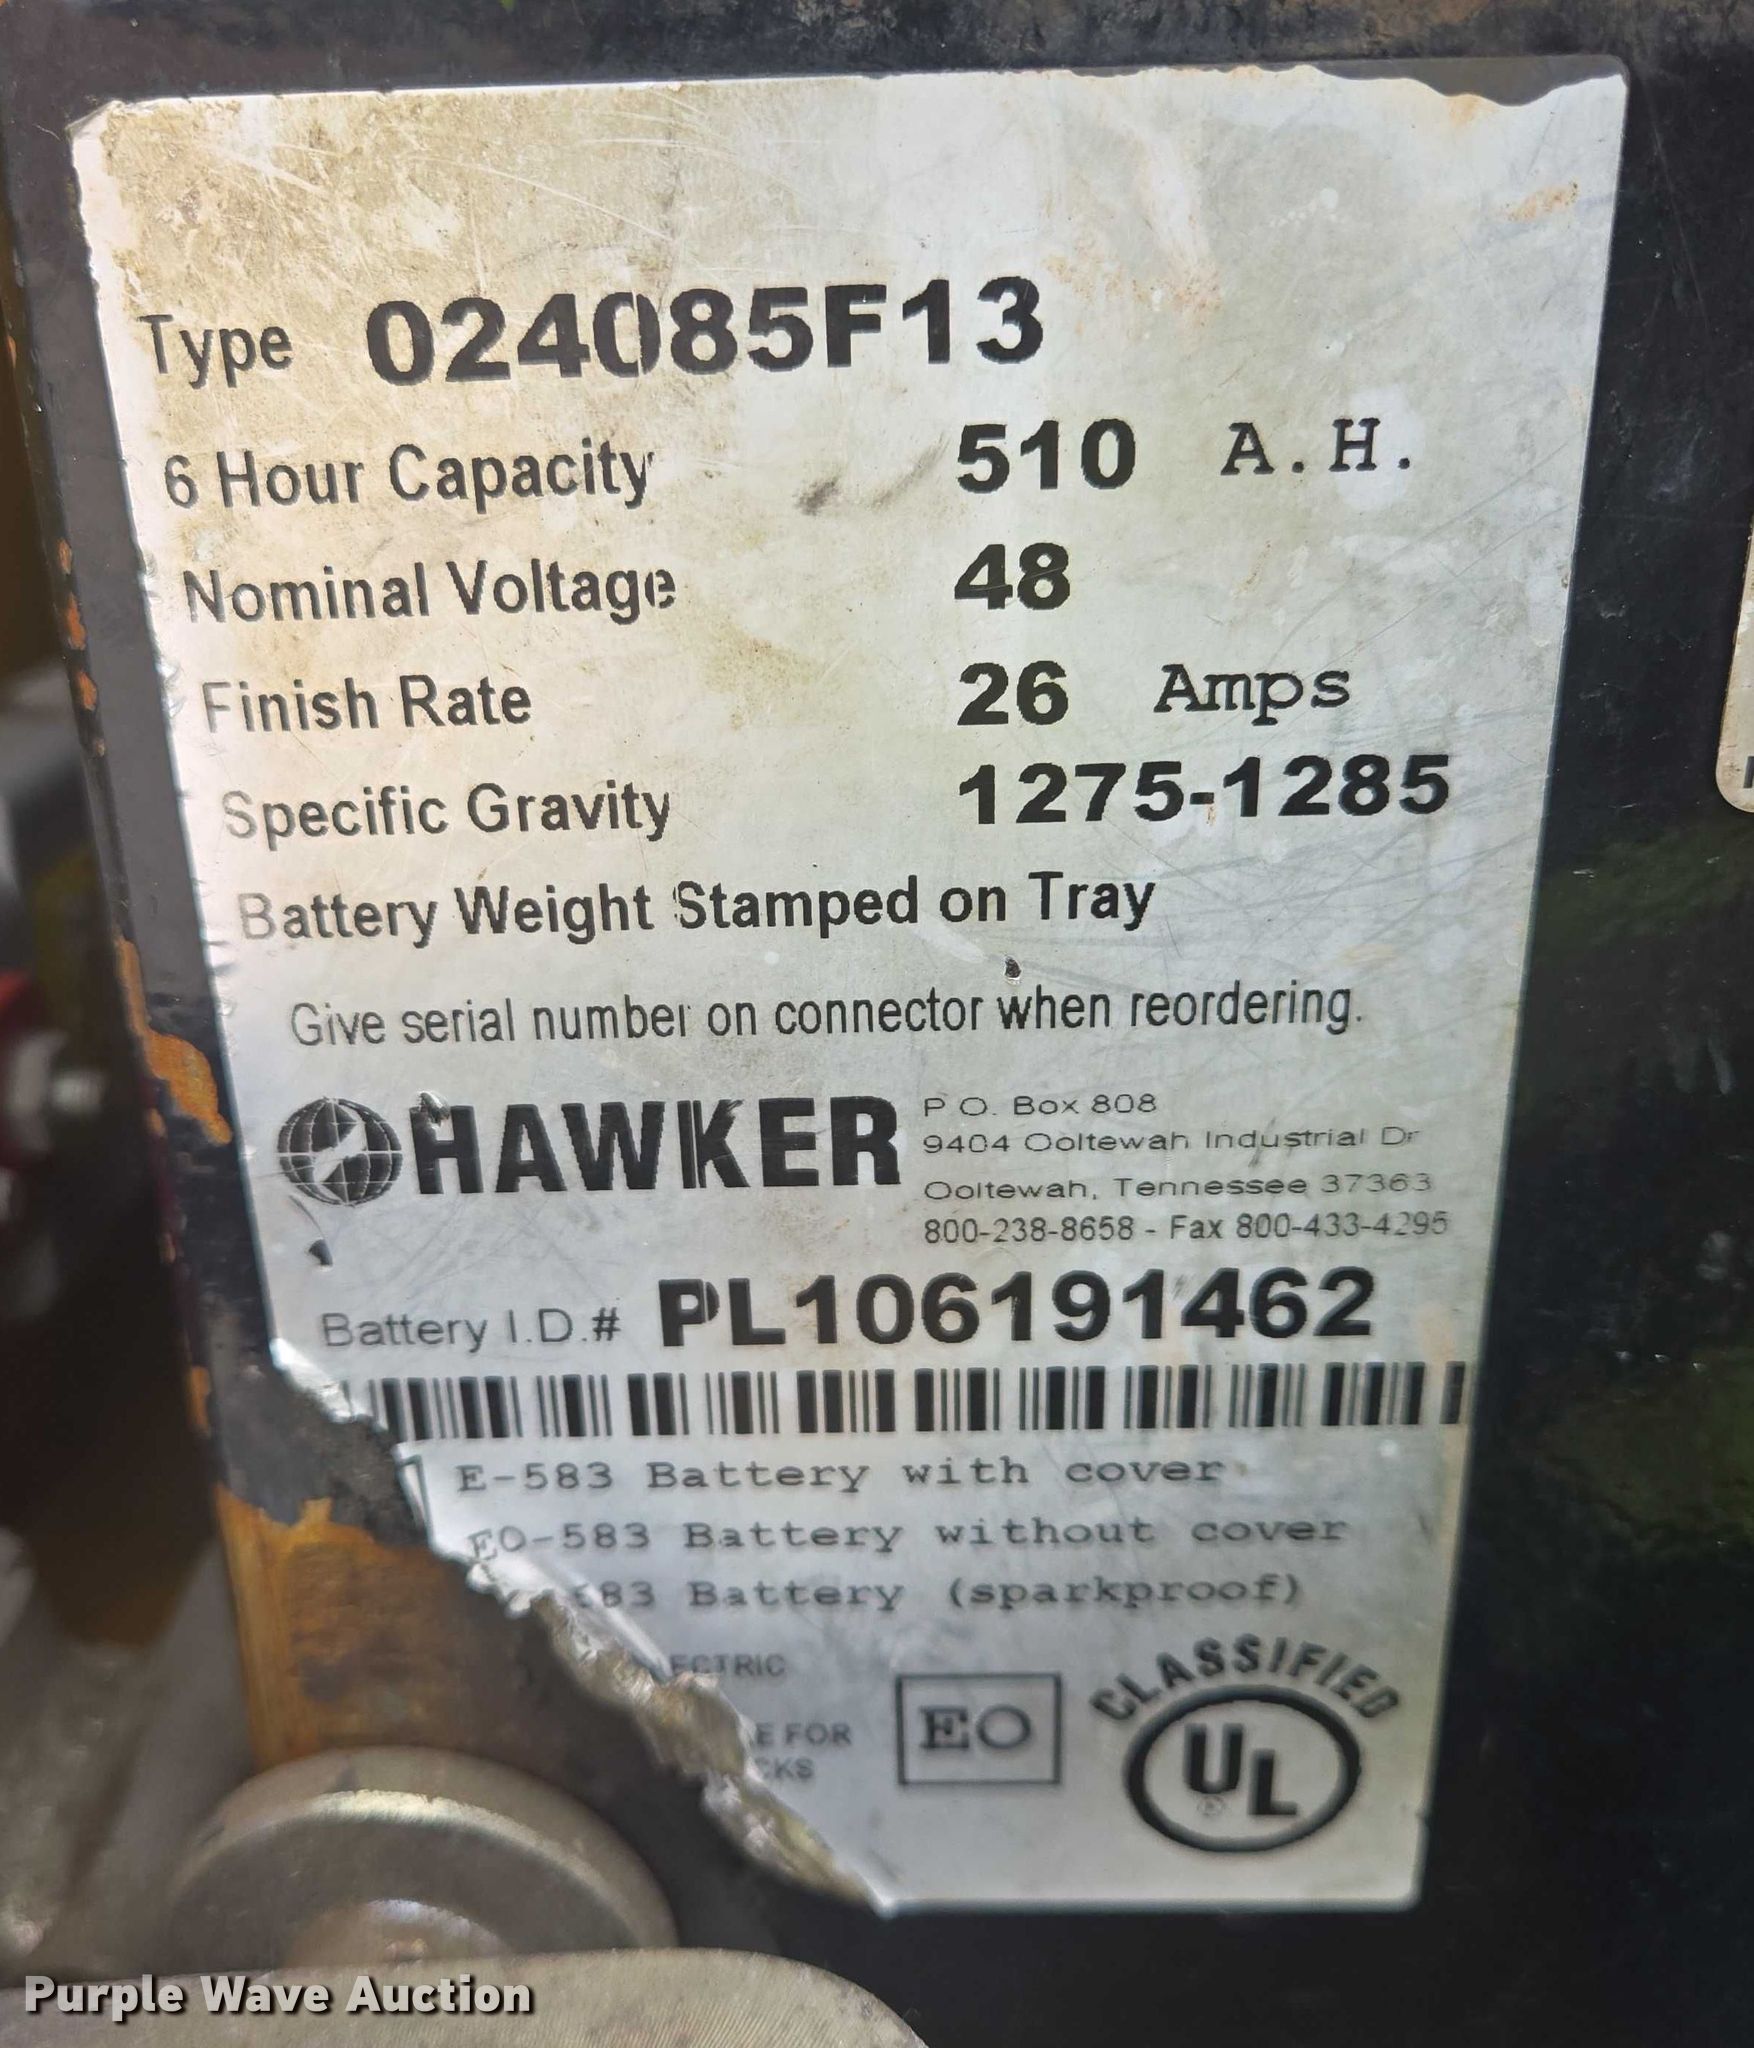 Type 024085F13
6 Hour Capacity 510 A.H.
Nominal Voltage 48
Finish Rate 26 Amps
Specific Gravity 1275-1285
Battery Weight Stamped on Tray
Give serial number on connector when reordering.
HAWKER
P.O. Box 808
9404 Ooltewah Industrial Dr
Ooltewah, Tennessee 37363
800-238-8658 - Fax 800-433-4295
Battery I.D.# PL106191462
E-583 Battery with cover
EO-583 Battery without cover
Battery (sparkproof)
FOR
EO
CLASSIFIED
UL
Purple Wave Auction